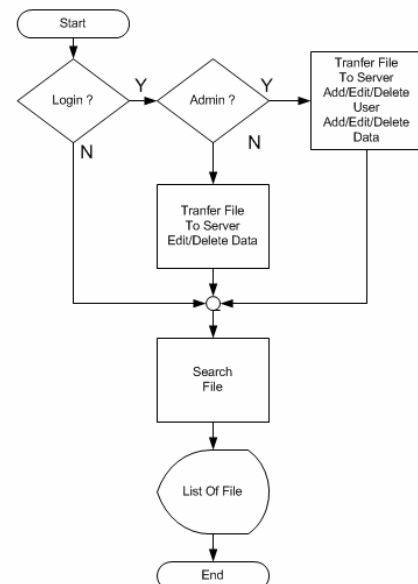 Start
Login ?
Y
Admin ?
Y
Tranfer File
To Server
Add/Edit/Delete
User
Add/Edit/Delete
Data
N
N
Tranfer File
To Server
Edit/Delete Data
Search
File
List Of File
End